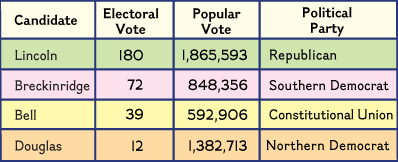 Candidate Electoral Vote Popular Vote Political Party
Lincoln 180 1,865,593 Republican
Breckinridge 72 848,356 Southern Democrat
Bell 39 592,906 Constitutional Union
Douglas 12 1,382,713 Northern Democrat